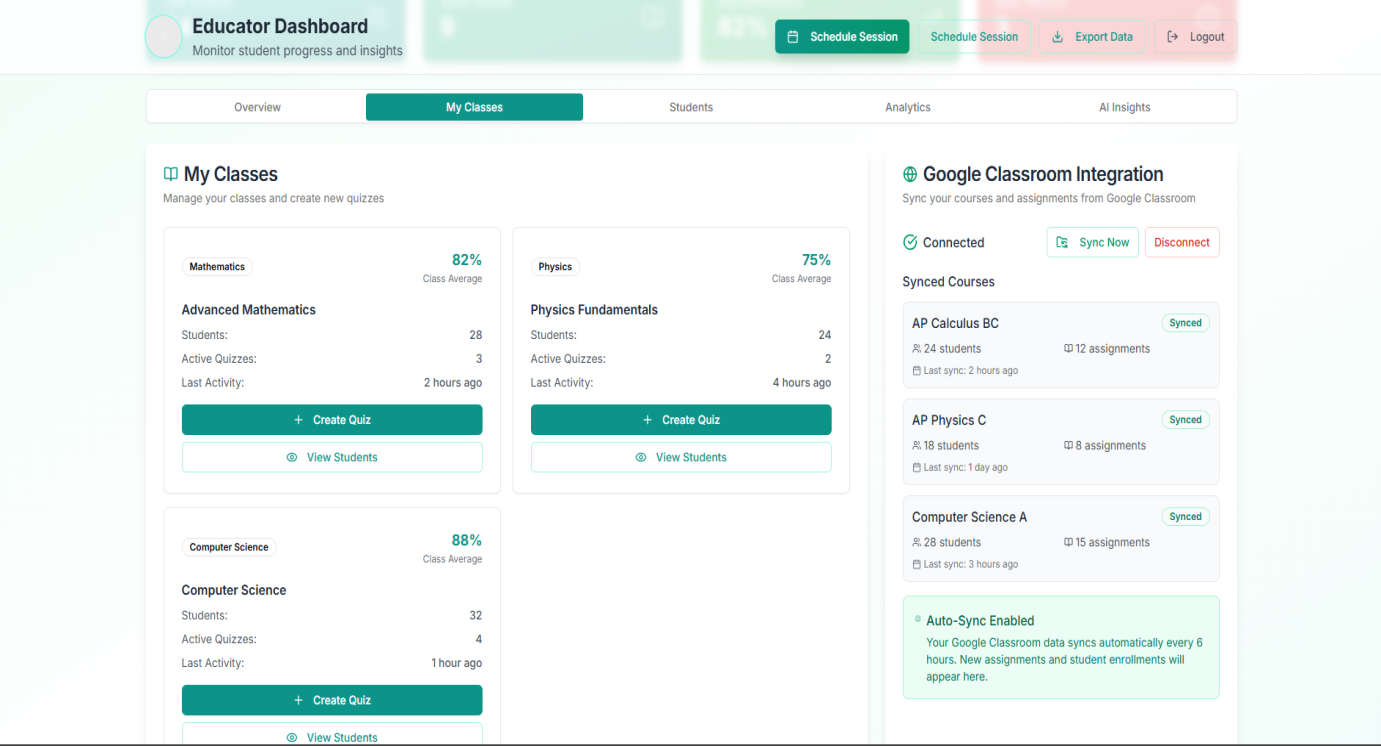 Educator Dashboard
Monitor student progress and insights
Schedule Session
Schedule Session
Export Data
Logout
Overview
My Classes
Students
Analytics
AI Insights
My Classes
Manage your classes and create new quizzes
Mathematics
82%
Class Average
Advanced Mathematics
Students: 28
Active Quizzes: 3
Last Activity: 2 hours ago
Create Quiz
View Students
Physics
75%
Class Average
Physics Fundamentals
Students: 24
Active Quizzes: 2
Last Activity: 4 hours ago
Create Quiz
View Students
Computer Science
88%
Class Average
Computer Science
Students: 32
Active Quizzes: 4
Last Activity: 1 hour ago
Create Quiz
View Students
Google Classroom Integration
Sync your courses and assignments from Google Classroom
Connected
Sync Now
Disconnect
Synced Courses
AP Calculus BC
Synced
24 students
12 assignments
Last sync: 2 hours ago
AP Physics C
Synced
18 students
8 assignments
Last sync: 1 day ago
Computer Science A
Synced
28 students
15 assignments
Last sync: 3 hours ago
Auto-Sync Enabled
Your Google Classroom data syncs automatically every 6
hours. New assignments and student enrollments will
appear here.